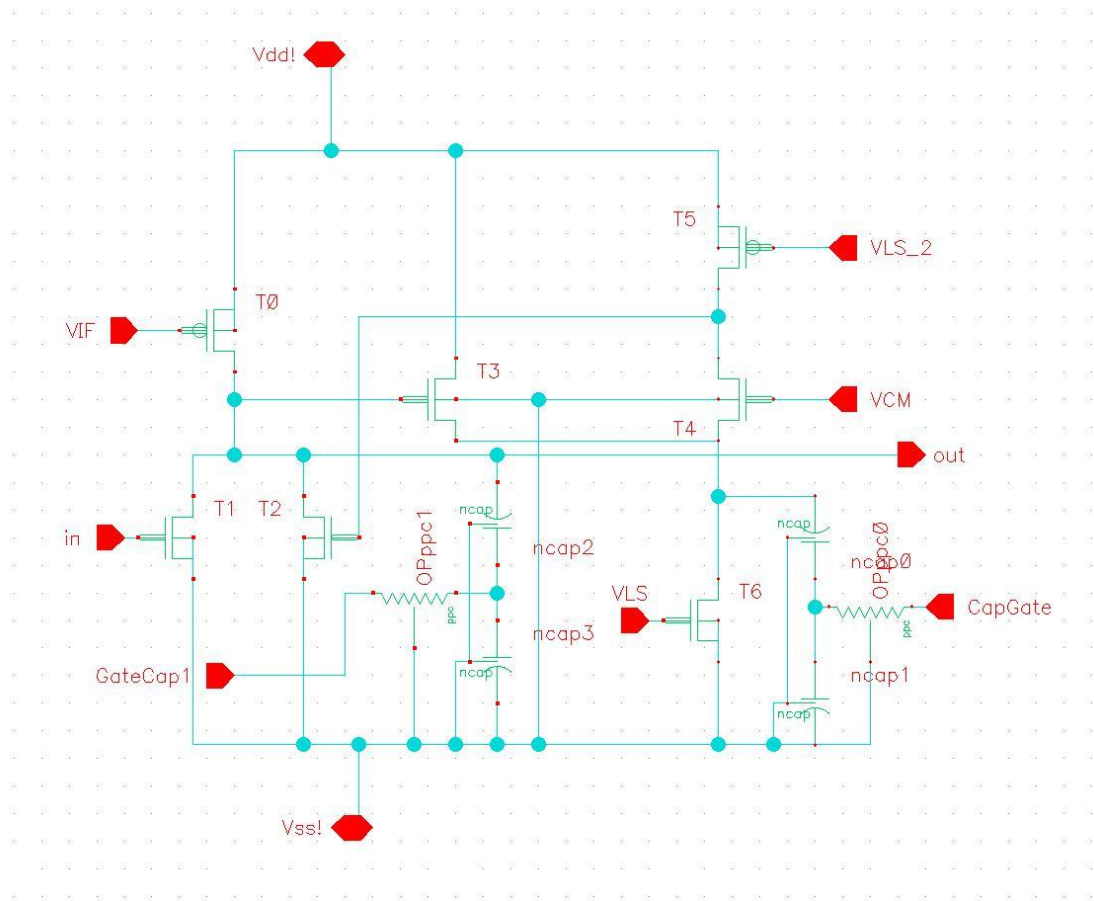 Vdd!
T5
VLS_2
T0
VIF
T3
VCM
T4
out
T1
T2
in
ncap
OPppc1
ncap2
ncap
OPppc0
ncap0
VLS
T6
CapGate
ppc
ppc
ncap3
GateCap1
ncap
ncap1
ncap
Vss!